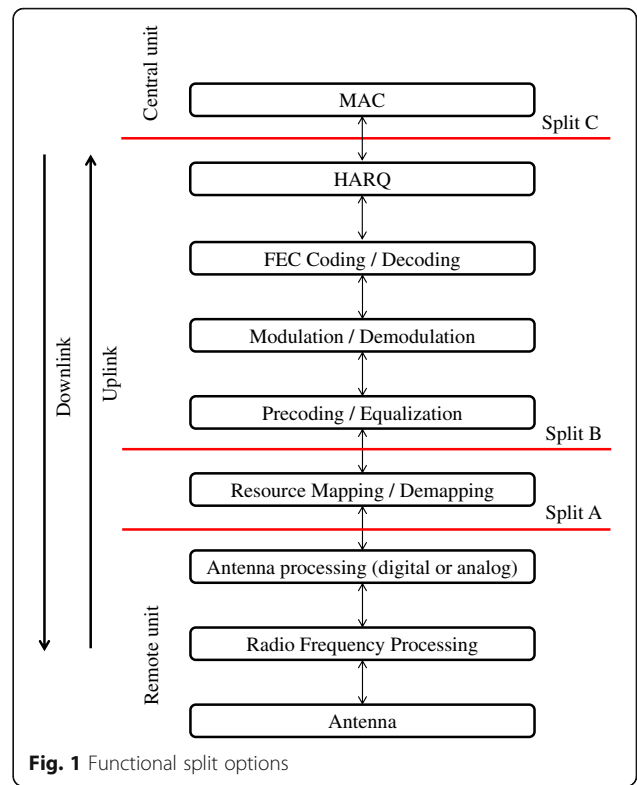 Central unit
MAC
Split C
HARQ
FEC Coding / Decoding
Modulation / Demodulation
Downlink
Uplink
Precoding / Equalization
Split B
Resource Mapping / Demapping
Split A
Antenna processing (digital or analog)
Remote unit
Radio Frequency Processing
Antenna
Fig. 1 Functional split options